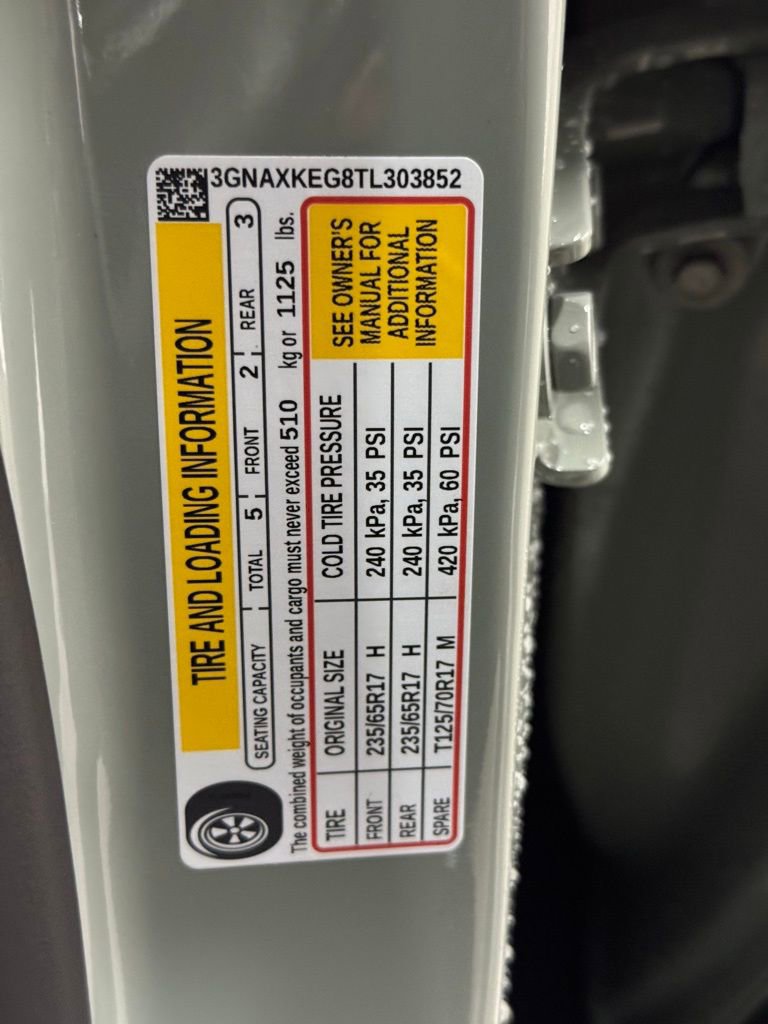 3GNAXKEG8TL303852
TIRE AND LOADING INFORMATION
SEATING CAPACITY TOTAL 5 FRONT 2 REAR 3
The combined weight of occupants and cargo must never exceed 510 kg or 1125 lbs.
TIRE ORIGINAL SIZE COLD TIRE PRESSURE
FRONT 235/65R17 H 240 kPa, 35 PSI
REAR 235/65R17 H 240 kPa, 35 PSI
SPARE T125/70R17 M 420 kPa, 60 PSI
SEE OWNER'S
MANUAL FOR
ADDITIONAL
INFORMATION